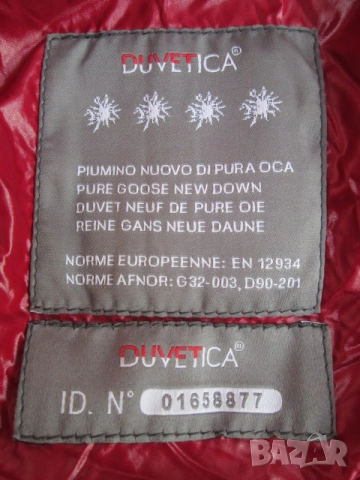 DUVETICA®
PIUMINO NUOVO DI PURA OCA
PURE GOOSE NEW DOWN
DUVET NEUF DE PURE OIE
REINE GANS NEUE DAUNE
NORME EUROPEENNE: EN 12934
NORME AFNOR: G32-003, D90-201
DUVETICA®
ID. N° 01658877
BAZAR